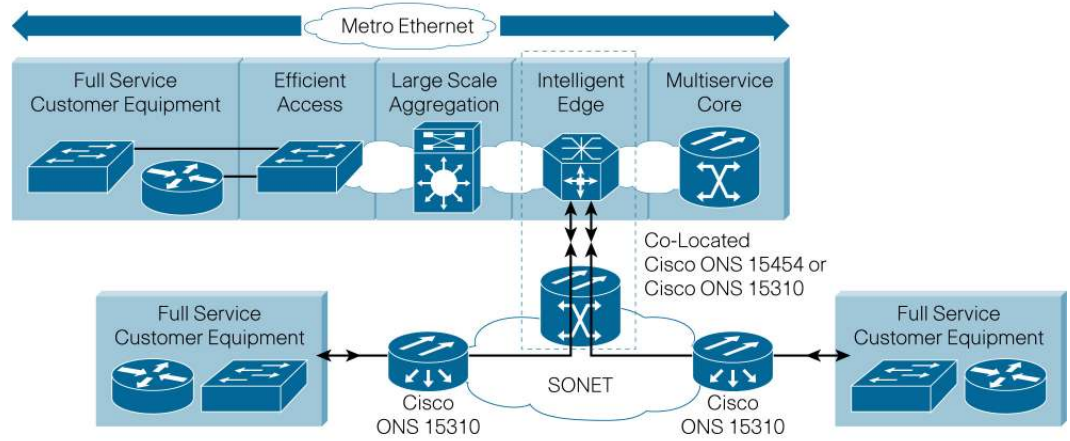 Metro Ethernet
Full Service
Customer Equipment
Efficient
Access
Large Scale
Aggregation
Intelligent
Edge
Multiservice
Core
Co-Located
Cisco ONS 15454 or
Cisco ONS 15310
Full Service
Customer Equipment
Full Service
Customer Equipment
SONET
Cisco
ONS 15310
Cisco
ONS 15310